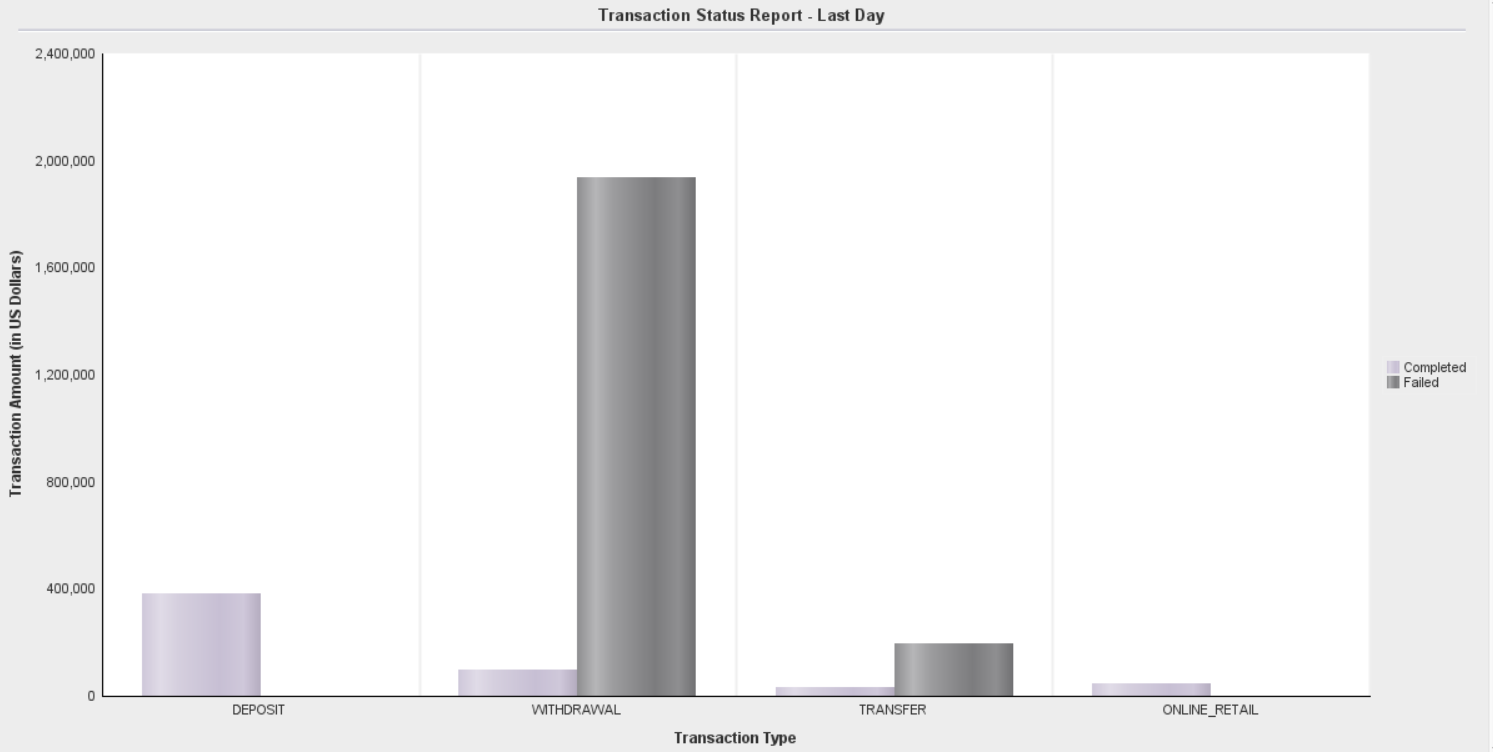 Transaction Status Report - Last Day
Transaction Amount (in US Dollars)
2,400,000
2,000,000
1,600,000
1,200,000
800,000
400,000
0
DEPOSIT
WITHDRAWAL
TRANSFER
ONLINE_RETAIL
Transaction Type
Completed
Failed